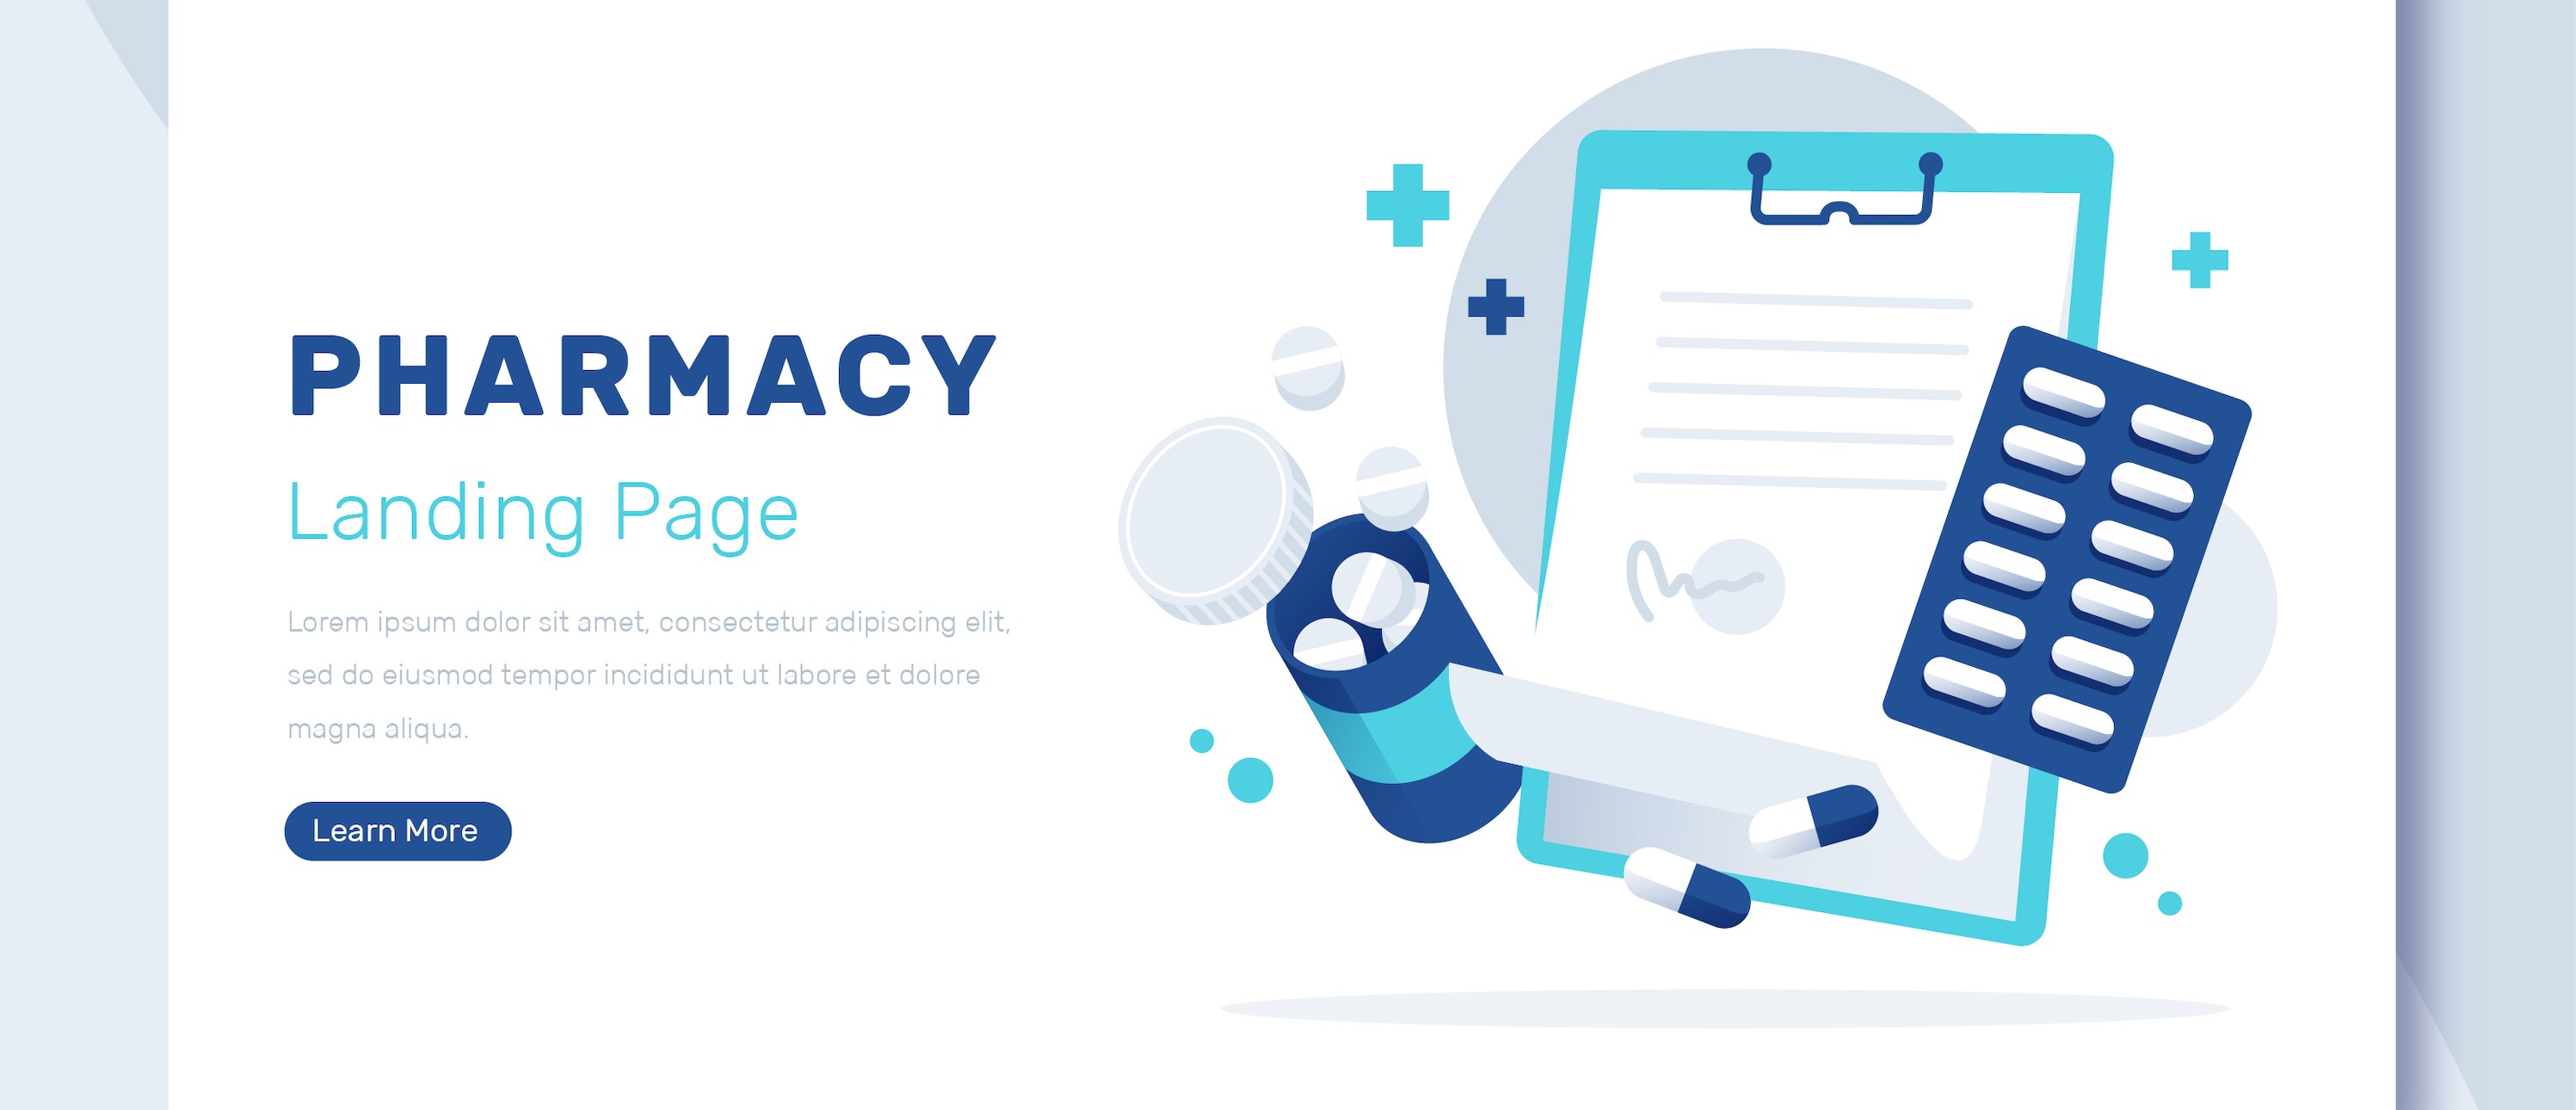 PHARMACY
Landing Page
Lorem ipsum dolor sit amet, consectetur adipiscing elit,
sed do eiusmod tempor incididunt ut labore et dolore
magna aliqua.
Learn More